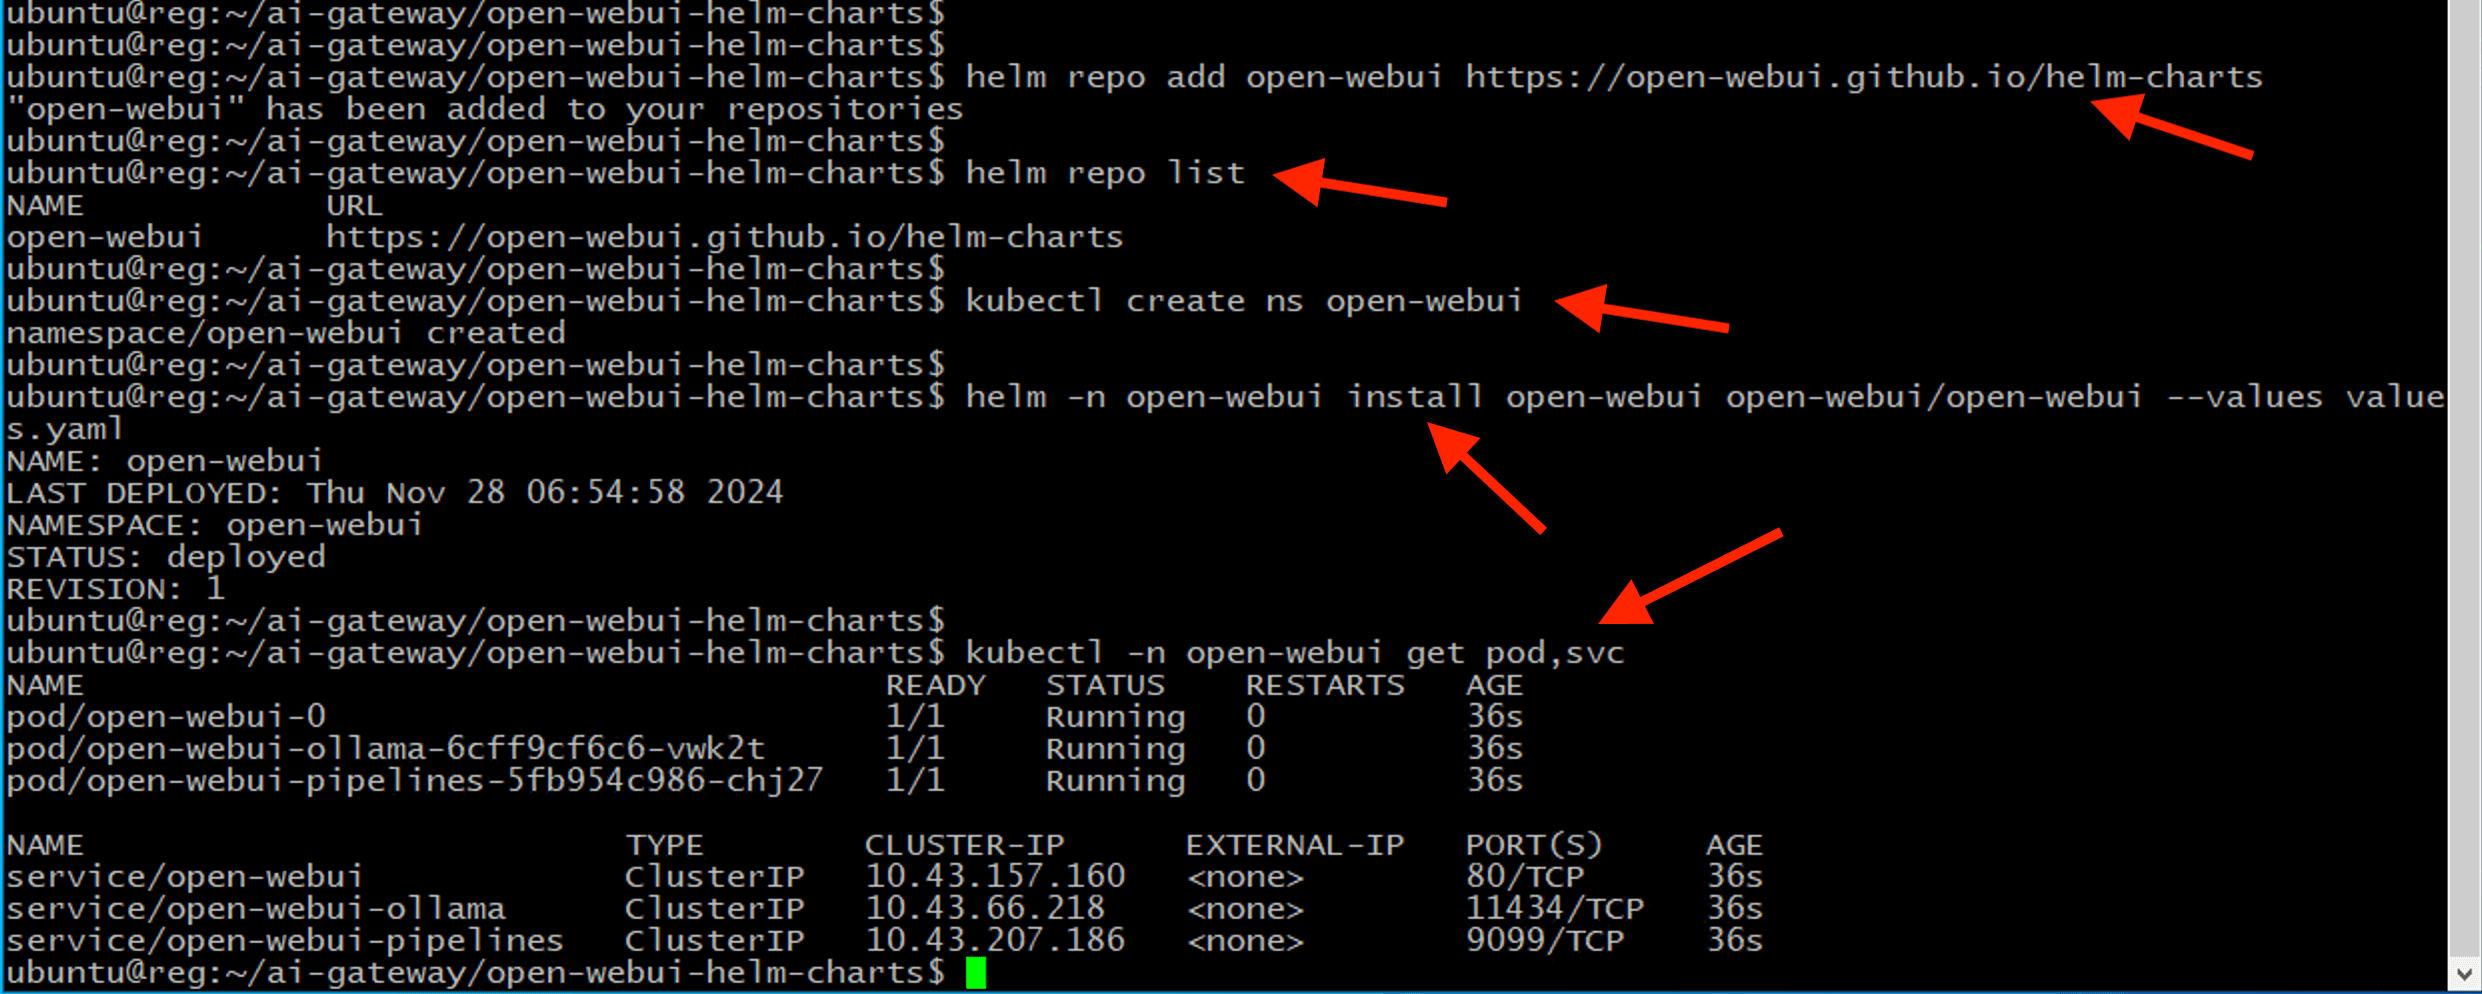 ubuntu@reg:~/ai-gateway/open-webui-helm-charts$
ubuntu@reg:~/ai-gateway/open-webui-helm-charts$
ubuntu@reg:~/ai-gateway/open-webui-helm-charts$ helm repo add open-webui https://open-webui.github.io/helm-charts
"open-webui" has been added to your repositories
ubuntu@reg:~/ai-gateway/open-webui-helm-charts$
ubuntu@reg:~/ai-gateway/open-webui-helm-charts$ helm repo list
NAME            URL
open-webui      https://open-webui.github.io/helm-charts
ubuntu@reg:~/ai-gateway/open-webui-helm-charts$
ubuntu@reg:~/ai-gateway/open-webui-helm-charts$ kubectl create ns open-webui
namespace/open-webui created
ubuntu@reg:~/ai-gateway/open-webui-helm-charts$
ubuntu@reg:~/ai-gateway/open-webui-helm-charts$ helm -n open-webui install open-webui open-webui/open-webui --values value
s.yaml
NAME: open-webui
LAST DEPLOYED: Thu Nov 28 06:54:58 2024
NAMESPACE: open-webui
STATUS: deployed
REVISION: 1
ubuntu@reg:~/ai-gateway/open-webui-helm-charts$
ubuntu@reg:~/ai-gateway/open-webui-helm-charts$ kubectl -n open-webui get pod,svc
NAME                                        READY   STATUS    RESTARTS   AGE
pod/open-webui-0                            1/1     Running   0          36s
pod/open-webui-ollama-6cff9cf6c6-vwk2t      1/1     Running   0          36s
pod/open-webui-pipelines-5fb954c986-chj27   1/1     Running   0          36s

NAME                           TYPE        CLUSTER-IP      EXTERNAL-IP   PORT(S)     AGE
service/open-webui             ClusterIP   10.43.157.160   <none>        80/TCP      36s
service/open-webui-ollama      ClusterIP   10.43.66.218    <none>        11434/TCP   36s
service/open-webui-pipelines   ClusterIP   10.43.207.186   <none>        9099/TCP    36s
ubuntu@reg:~/ai-gateway/open-webui-helm-charts$